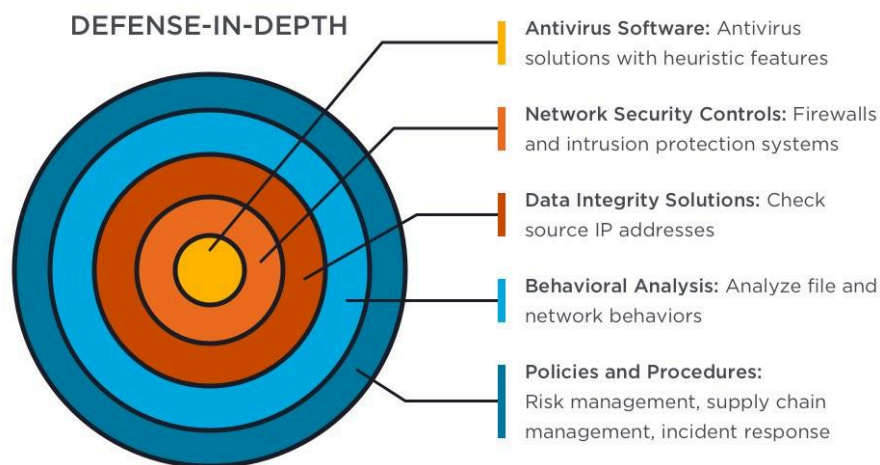 DEFENSE-IN-DEPTH
Antivirus Software: Antivirus
solutions with heuristic features
Network Security Controls: Firewalls
and intrusion protection systems
Data Integrity Solutions: Check
source IP addresses
Behavioral Analysis: Analyze file and
network behaviors
Policies and Procedures:
Risk management, supply chain
management, incident response